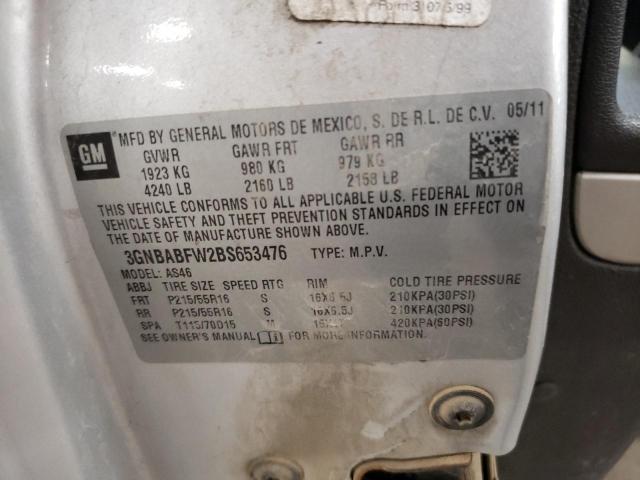 GM
MFD BY GENERAL MOTORS DE MEXICO, S. DE R.L. DE C.V. 05/11
GVWR GAWR FRT GAWR RR
1923 KG 980 KG 979 KG
4240 LB 2160 LB 2158 LB
THIS VEHICLE CONFORMS TO ALL APPLICABLE U.S. FEDERAL MOTOR
VEHICLE SAFETY AND THEFT PREVENTION STANDARDS IN EFFECT ON
THE DATE OF MANUFACTURE SHOWN ABOVE.
3GNBABFW2BS653476 TYPE: M.P.V.
MODEL: AS46
ABBJ TIRE SIZE SPEED RTG RIM COLD TIRE PRESSURE
FRT P215/55R16 S 16X6.5J 210KPA(30PSI)
RR P215/55R16 S 16X6.5J 210KPA(30PSI)
SPA T115/70D15 M 420KPA(60PSI)
SEE OWNER'S MANUAL FOR MORE INFORMATION.